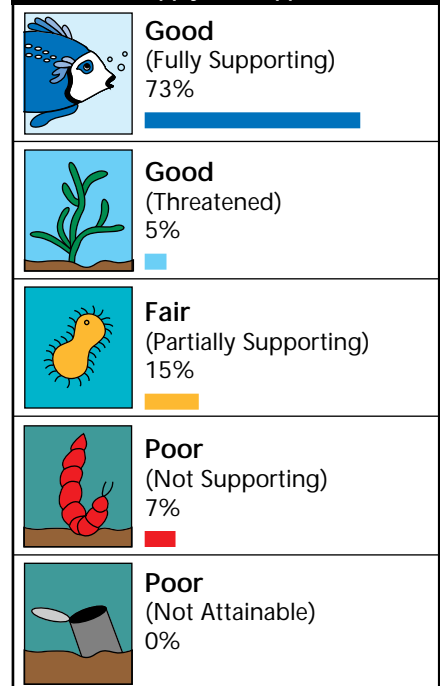 Good
(Fully Supporting)
73%
Good
(Threatened)
5%
Fair
(Partially Supporting)
15%
Poor
(Not Supporting)
7%
Poor
(Not Attainable)
0%